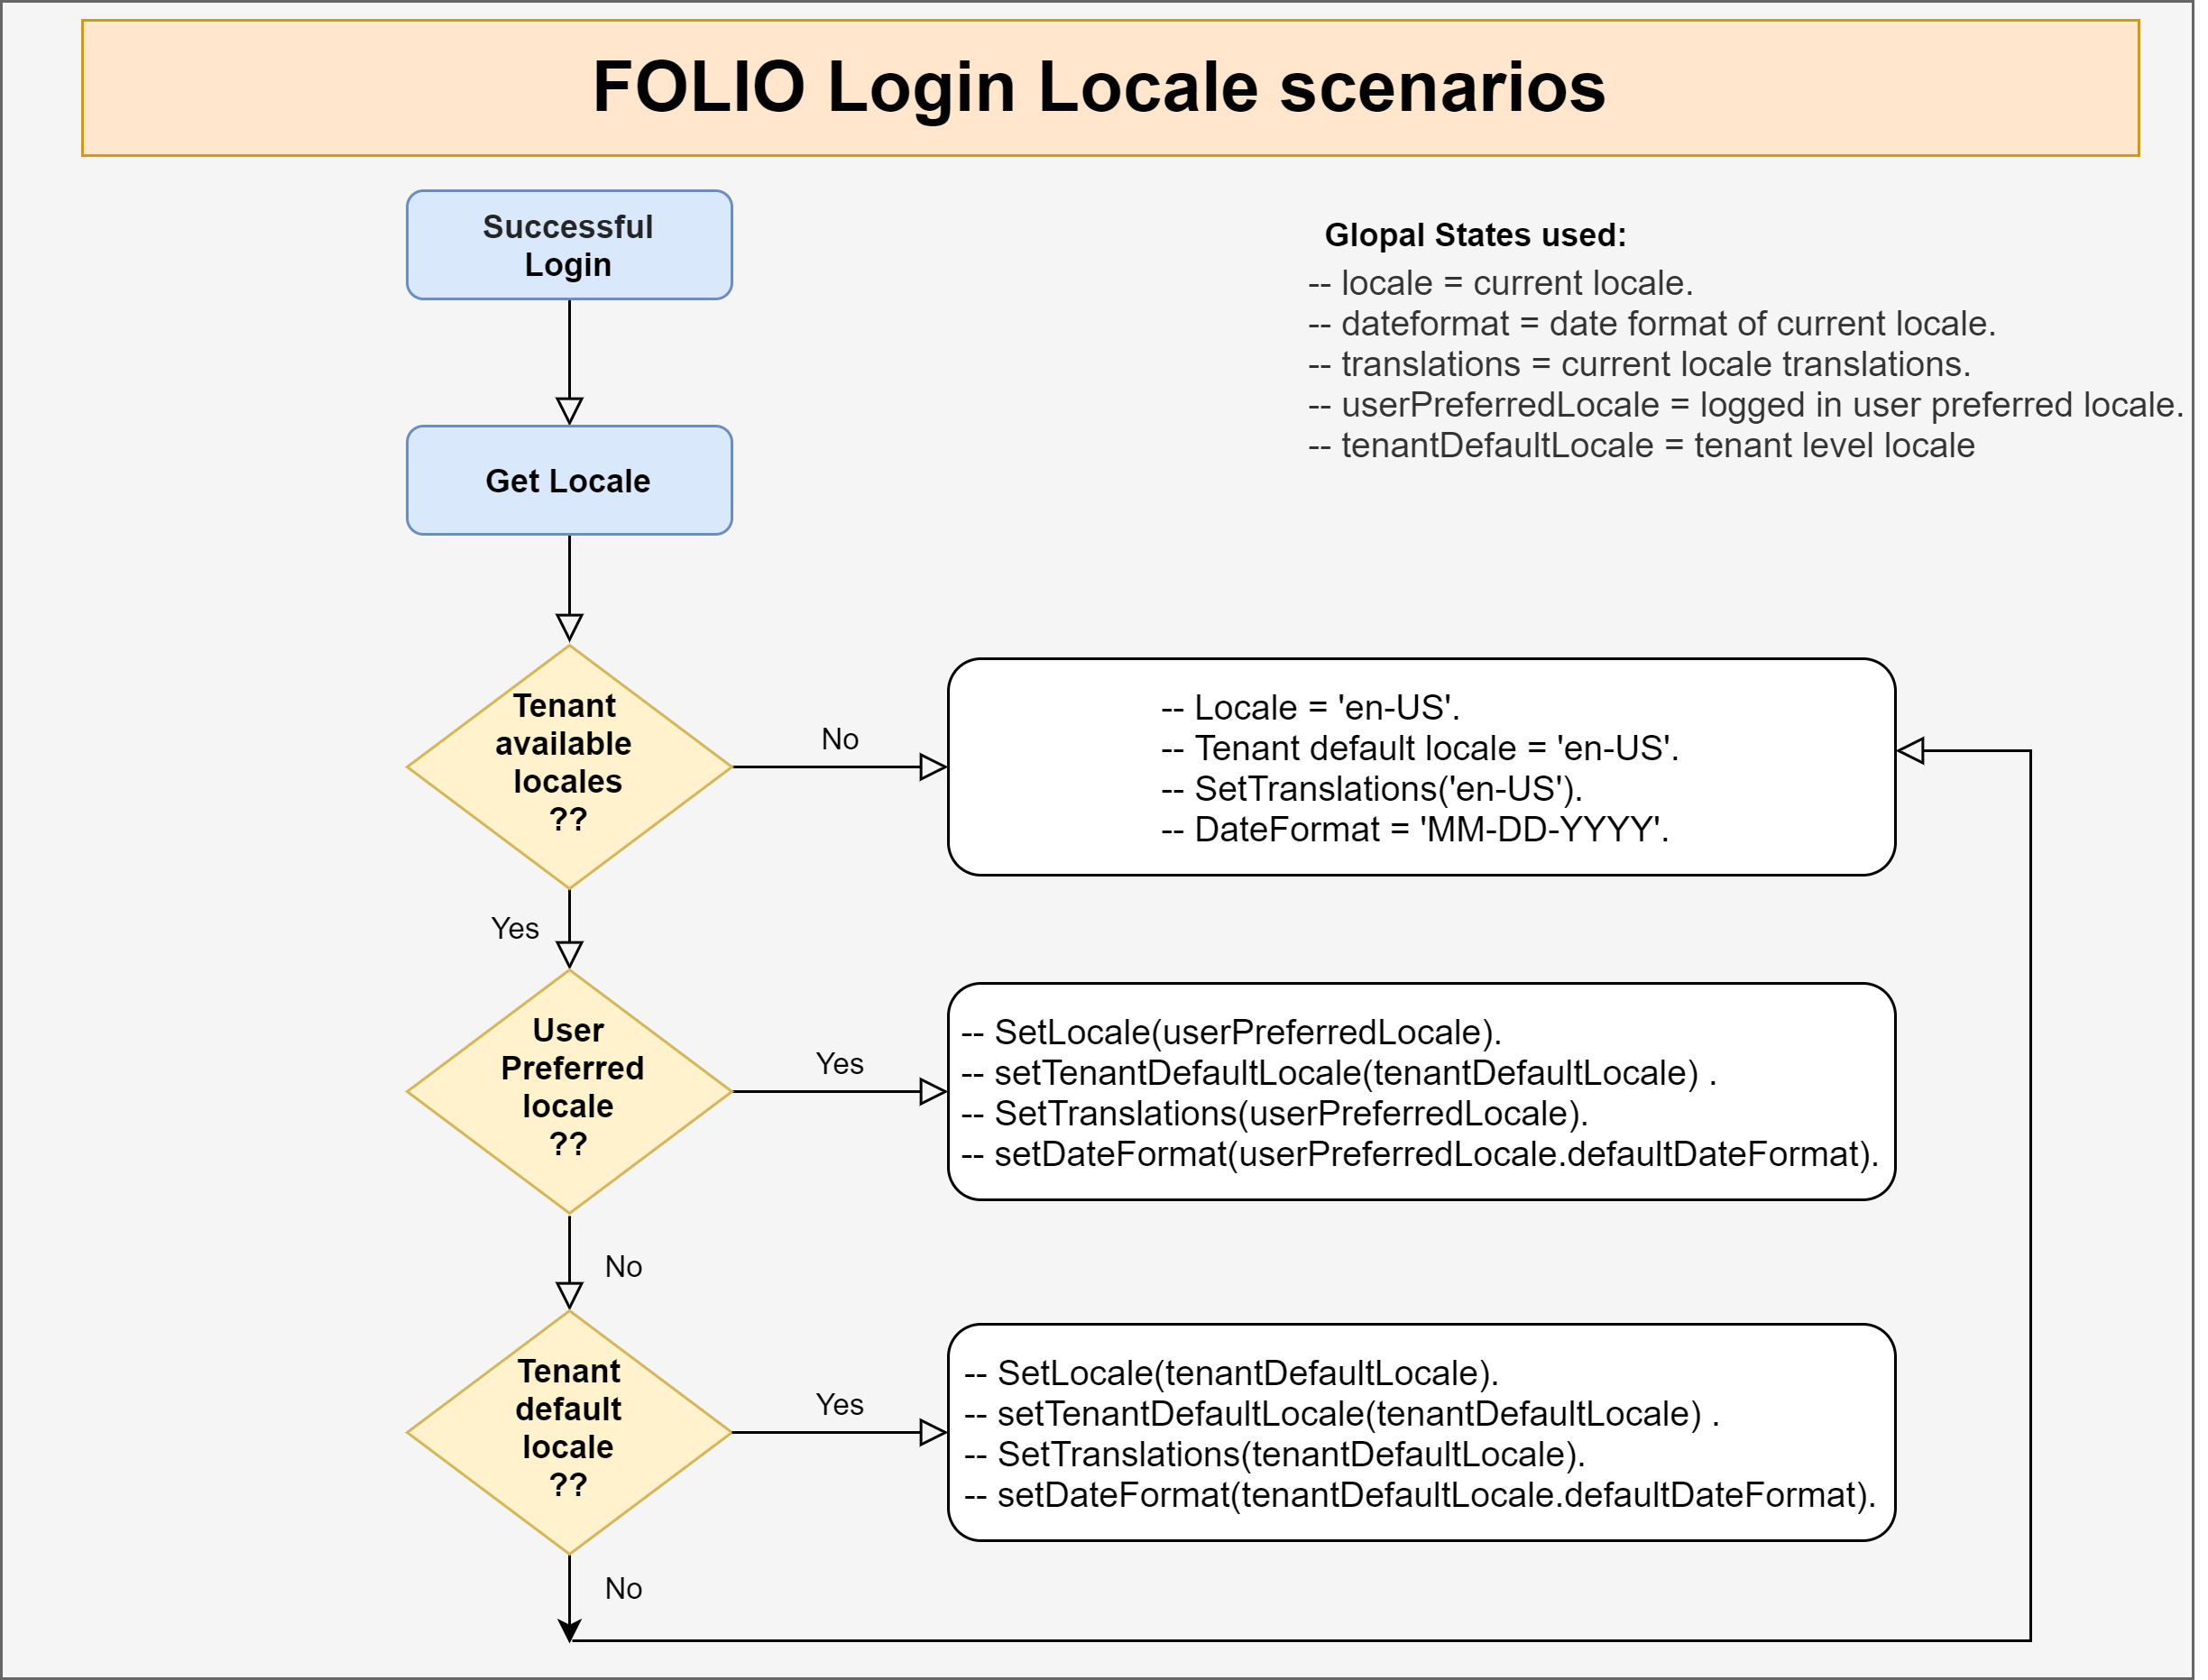 FOLIO Login Locale scenarios
Successful
Login
Glopal States used:
-- locale = current locale.
-- dateformat = date format of current locale.
-- translations = current locale translations.
-- userPreferredLocale = logged in user preferred locale.
-- tenantDefaultLocale = tenant level locale
Get Locale
Tenant
available
locales
??
No
-- Locale = 'en-US'.
-- Tenant default locale = 'en-US'.
-- SetTranslations('en-US').
-- DateFormat = 'MM-DD-YYYY'.
Yes
User
Preferred
locale
??
Yes
-- SetLocale(userPreferredLocale).
-- setTenantDefaultLocale(tenantDefaultLocale) .
-- SetTranslations(userPreferredLocale).
-- setDateFormat(userPreferredLocale.defaultDateFormat).
No
Tenant
default
locale
??
Yes
-- SetLocale(tenantDefaultLocale).
-- setTenantDefaultLocale(tenantDefaultLocale) .
-- SetTranslations(tenantDefaultLocale).
-- setDateFormat(tenantDefaultLocale.defaultDateFormat).
No